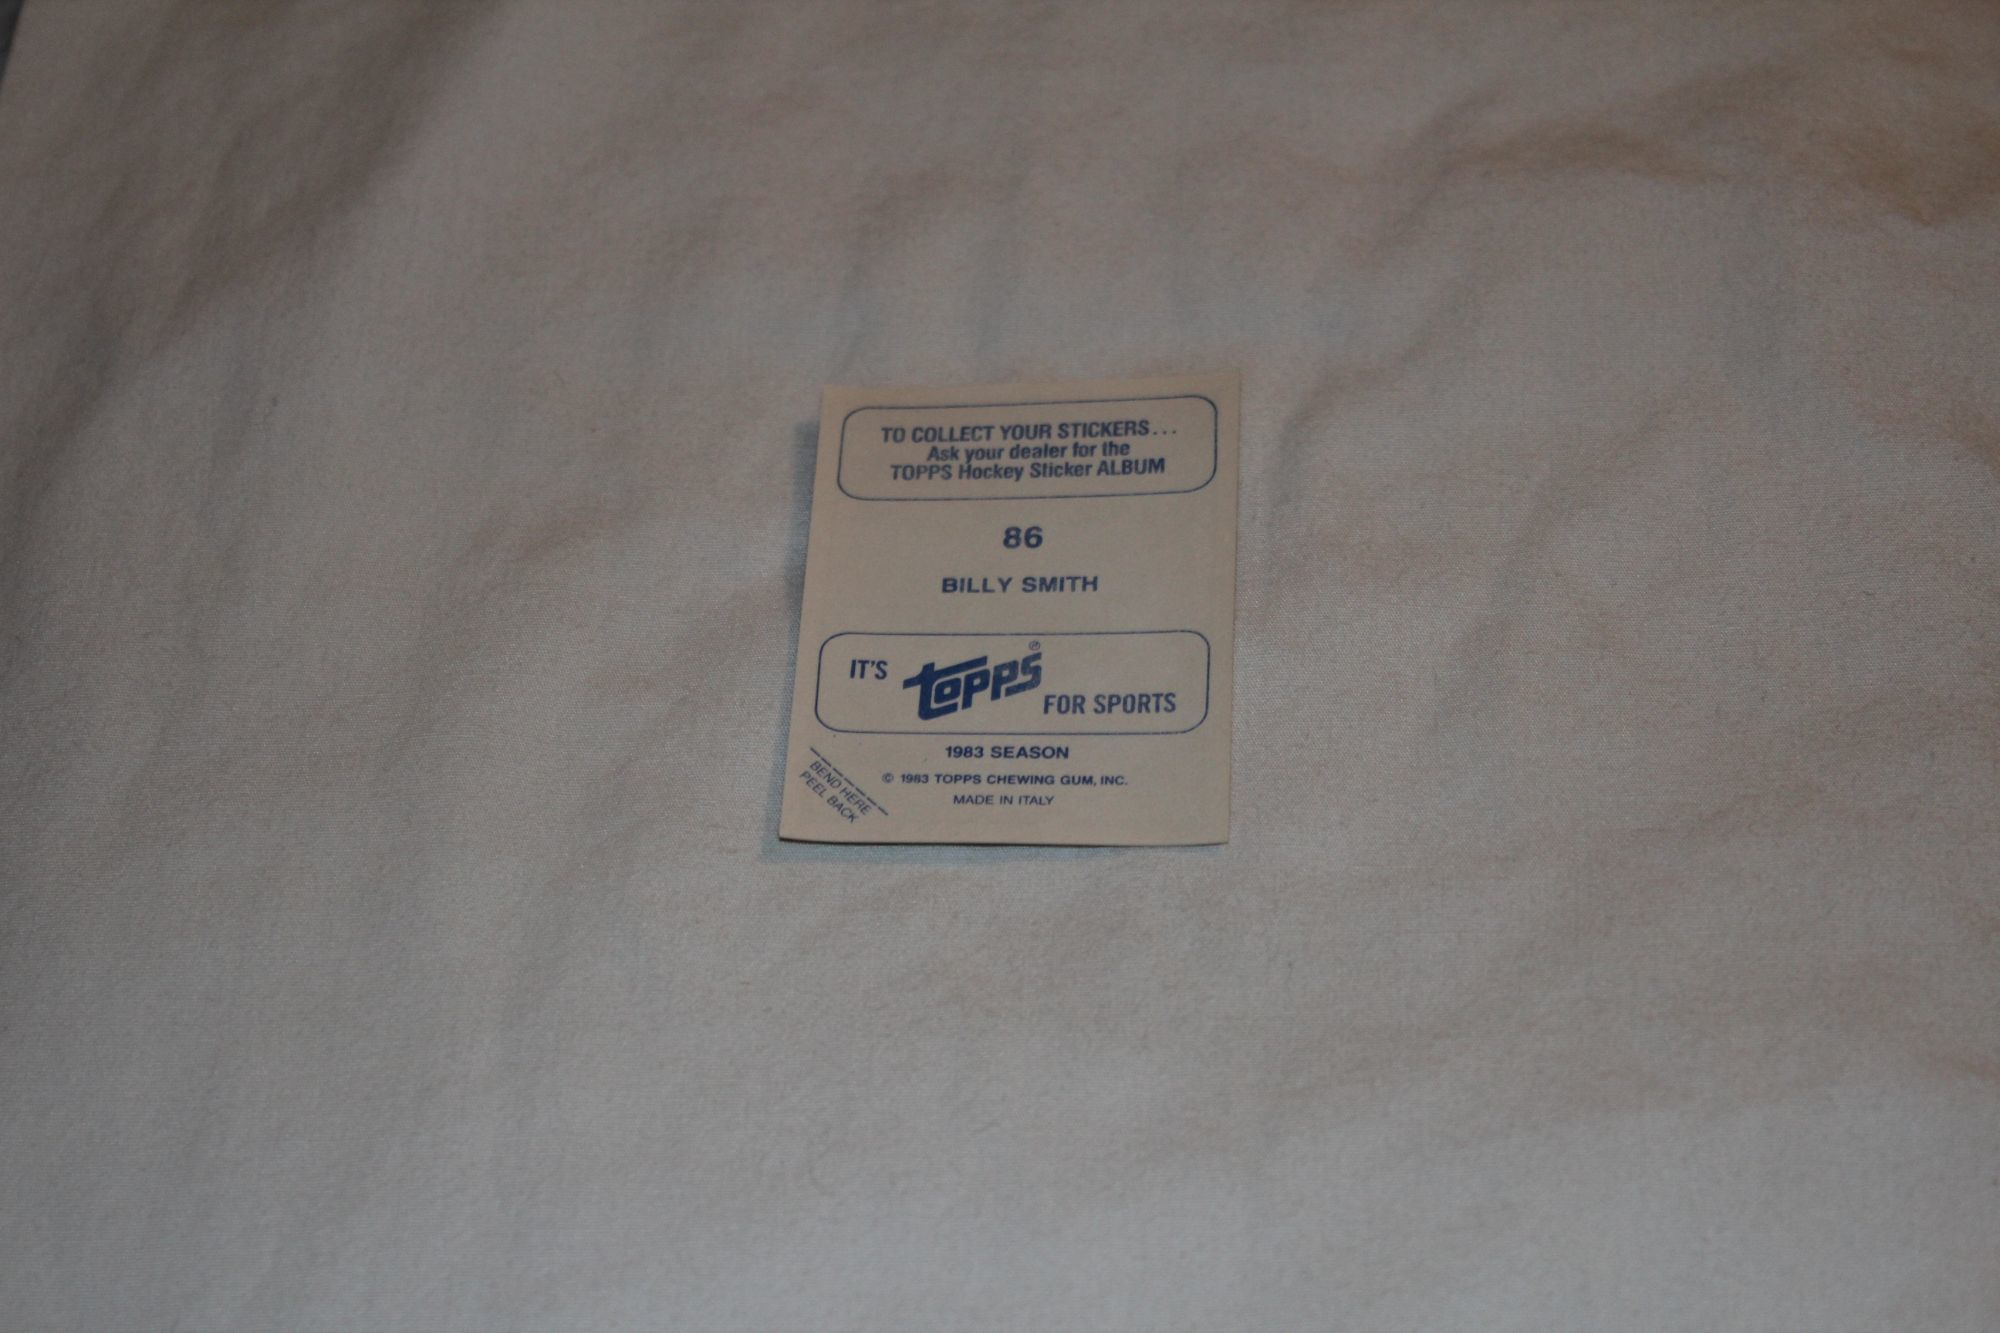 TO COLLECT YOUR STICKERS...
Ask your dealer for the
TOPPS Hockey Sticker ALBUM
86
BILLY SMITH
IT'S topps® FOR SPORTS
1983 SEASON
© 1983 TOPPS CHEWING GUM, INC.
MADE IN ITALY
BEND HERE
PEEL BACK